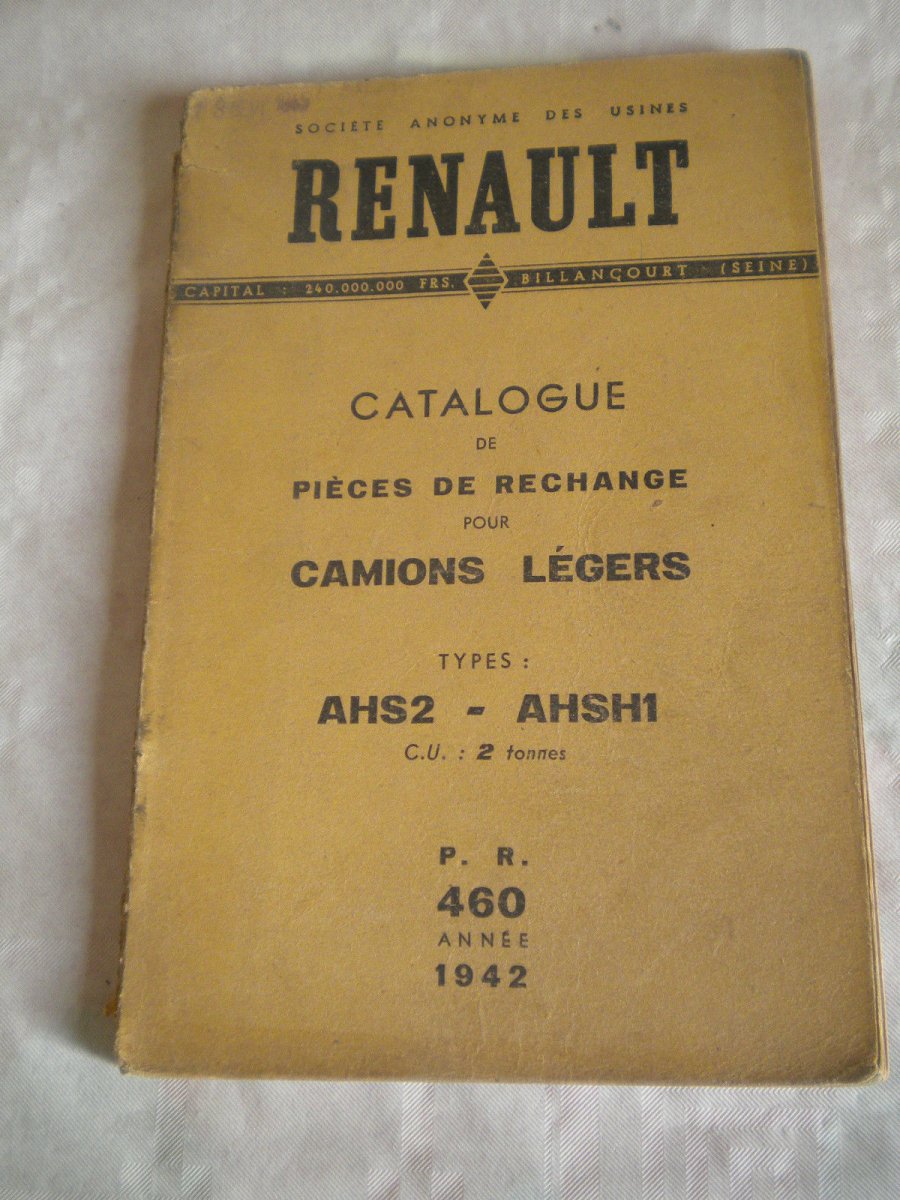 SOCIÉTÉ ANONYME DES USINES
RENAULT
CAPITAL : 240.000.000 FRS. BILLANCOURT (SEINE)
CATALOGUE
DE
PIÈCES DE RECHANGE
POUR
CAMIONS LÉGERS
TYPES :
AHS2 - AHSH1
C.U. : 2 tonnes
P. R.
460
ANNÉE
1942